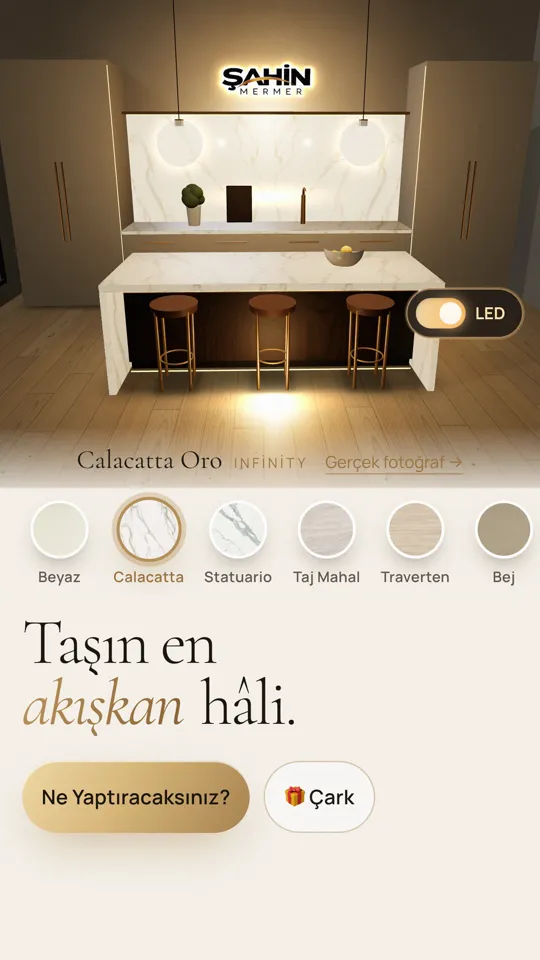 ŞAHİN
MERMER
LED
Calacatta Oro INFİNİTY Gerçek fotoğraf →
Beyaz Calacatta Statuario Taj Mahal Traverten Bej
Taşın en
akışkan hâli.
Ne Yaptıracaksınız? 🎁 Çark